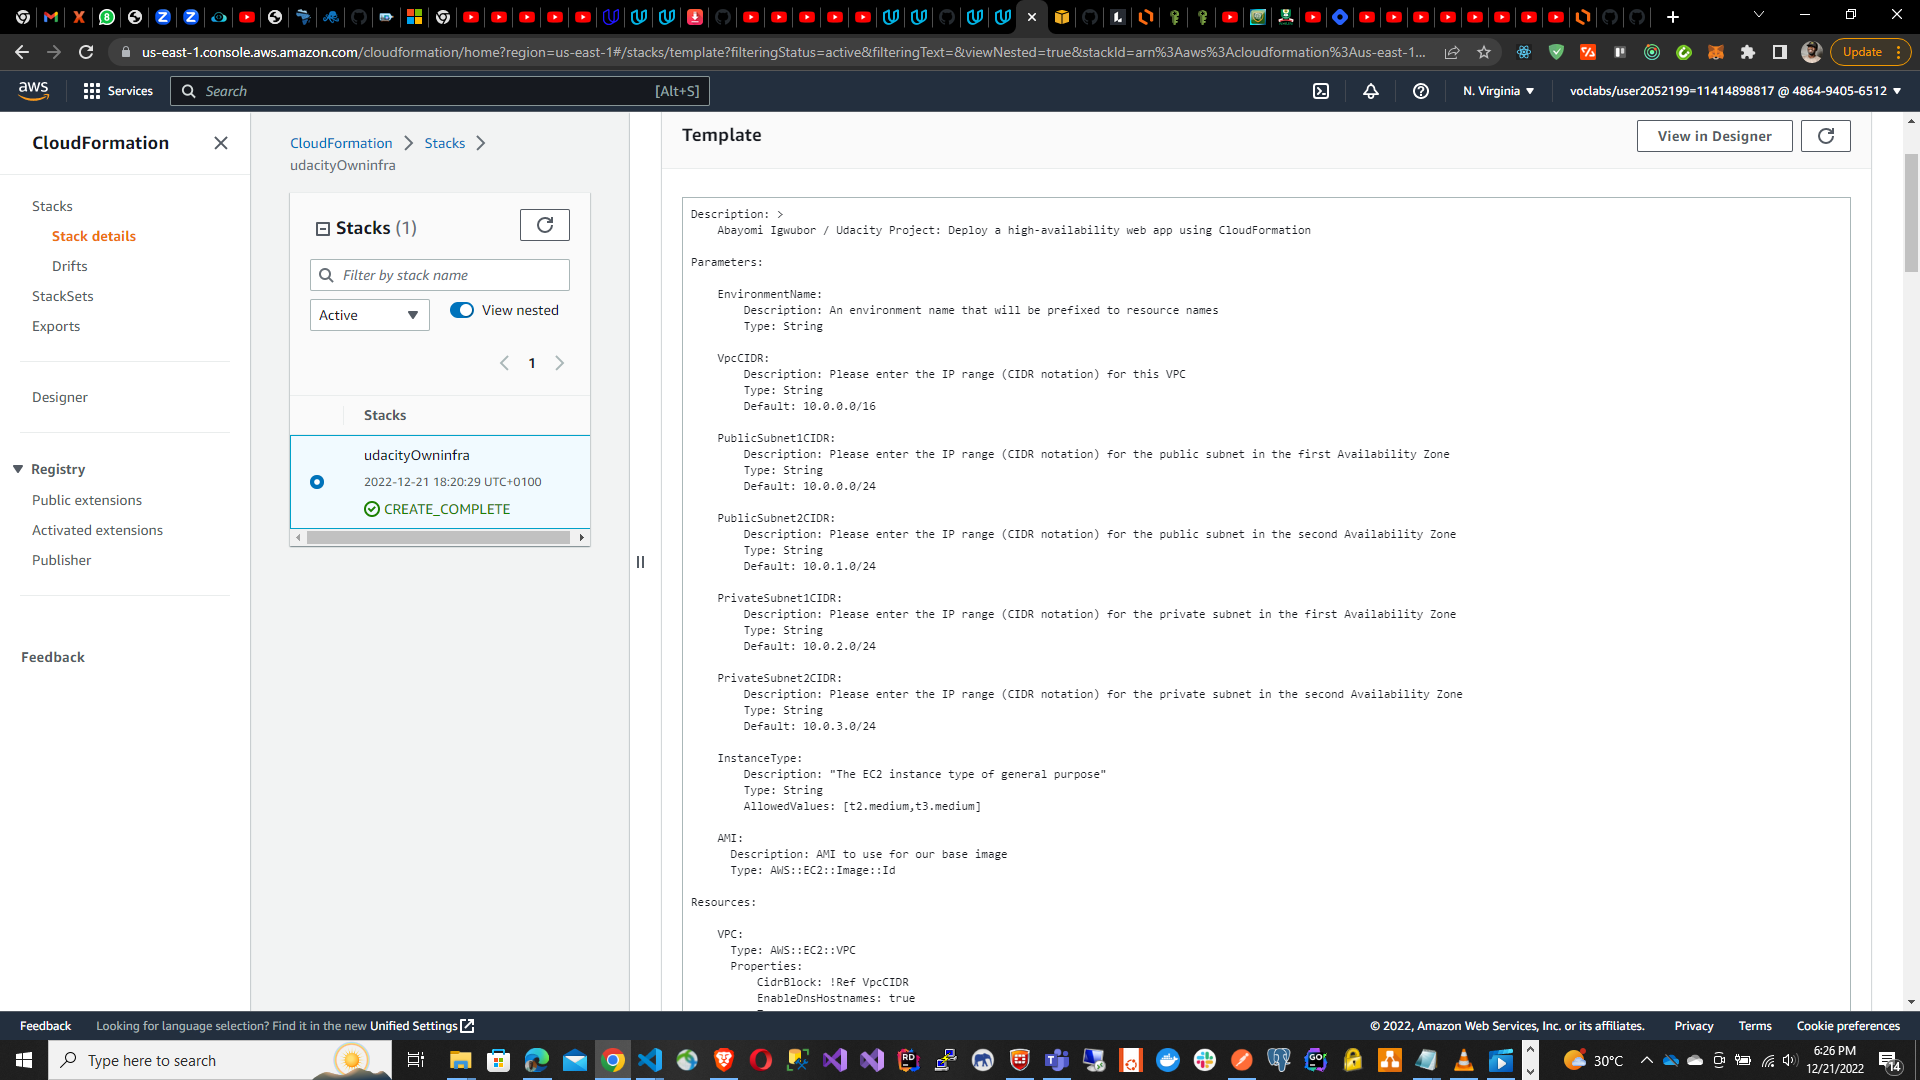 us-east-1.console.aws.amazon.com/cloudformation/home?region=us-east-1#/stacks/template?filteringStatus=active&filteringText=&viewNested=true&stackId=arn%3Aaws%3Acloudformation%3Aus-east-1...
Update
aws
Services
Search
[Alt+S]
N. Virginia
voclabs/user2052199=11414898817 @ 4864-9405-6512
CloudFormation
Stacks
Stack details
Drifts
StackSets
Exports
Designer
Registry
Public extensions
Activated extensions
Publisher
Feedback
CloudFormation
Stacks
udacityOwninfra
Stacks (1)
Filter by stack name
Active
View nested
1
Stacks
udacityOwninfra
2022-12-21 18:20:29 UTC+0100
CREATE_COMPLETE
Template
View in Designer
Description: >
Abayomi Igwubor / Udacity Project: Deploy a high-availability web app using CloudFormation
Parameters:
EnvironmentName:
Description: An environment name that will be prefixed to resource names
Type: String
VpcCIDR:
Description: Please enter the IP range (CIDR notation) for this VPC
Type: String
Default: 10.0.0.0/16
PublicSubnet1CIDR:
Description: Please enter the IP range (CIDR notation) for the public subnet in the first Availability Zone
Type: String
Default: 10.0.0.0/24
PublicSubnet2CIDR:
Description: Please enter the IP range (CIDR notation) for the public subnet in the second Availability Zone
Type: String
Default: 10.0.1.0/24
PrivateSubnet1CIDR:
Description: Please enter the IP range (CIDR notation) for the private subnet in the first Availability Zone
Type: String
Default: 10.0.2.0/24
PrivateSubnet2CIDR:
Description: Please enter the IP range (CIDR notation) for the private subnet in the second Availability Zone
Type: String
Default: 10.0.3.0/24
InstanceType:
Description: "The EC2 instance type of general purpose"
Type: String
AllowedValues: [t2.medium,t3.medium]
AMI:
Description: AMI to use for our base image
Type: AWS::EC2::Image::Id
Resources:
VPC:
Type: AWS::EC2::VPC
Properties:
CidrBlock: !Ref VpcCIDR
EnableDnsHostnames: true
Feedback
Looking for language selection? Find it in the new Unified Settings
© 2022, Amazon Web Services, Inc. or its affiliates.
Privacy
Terms
Cookie preferences
Type here to search
30°C
6:26 PM
12/21/2022
14